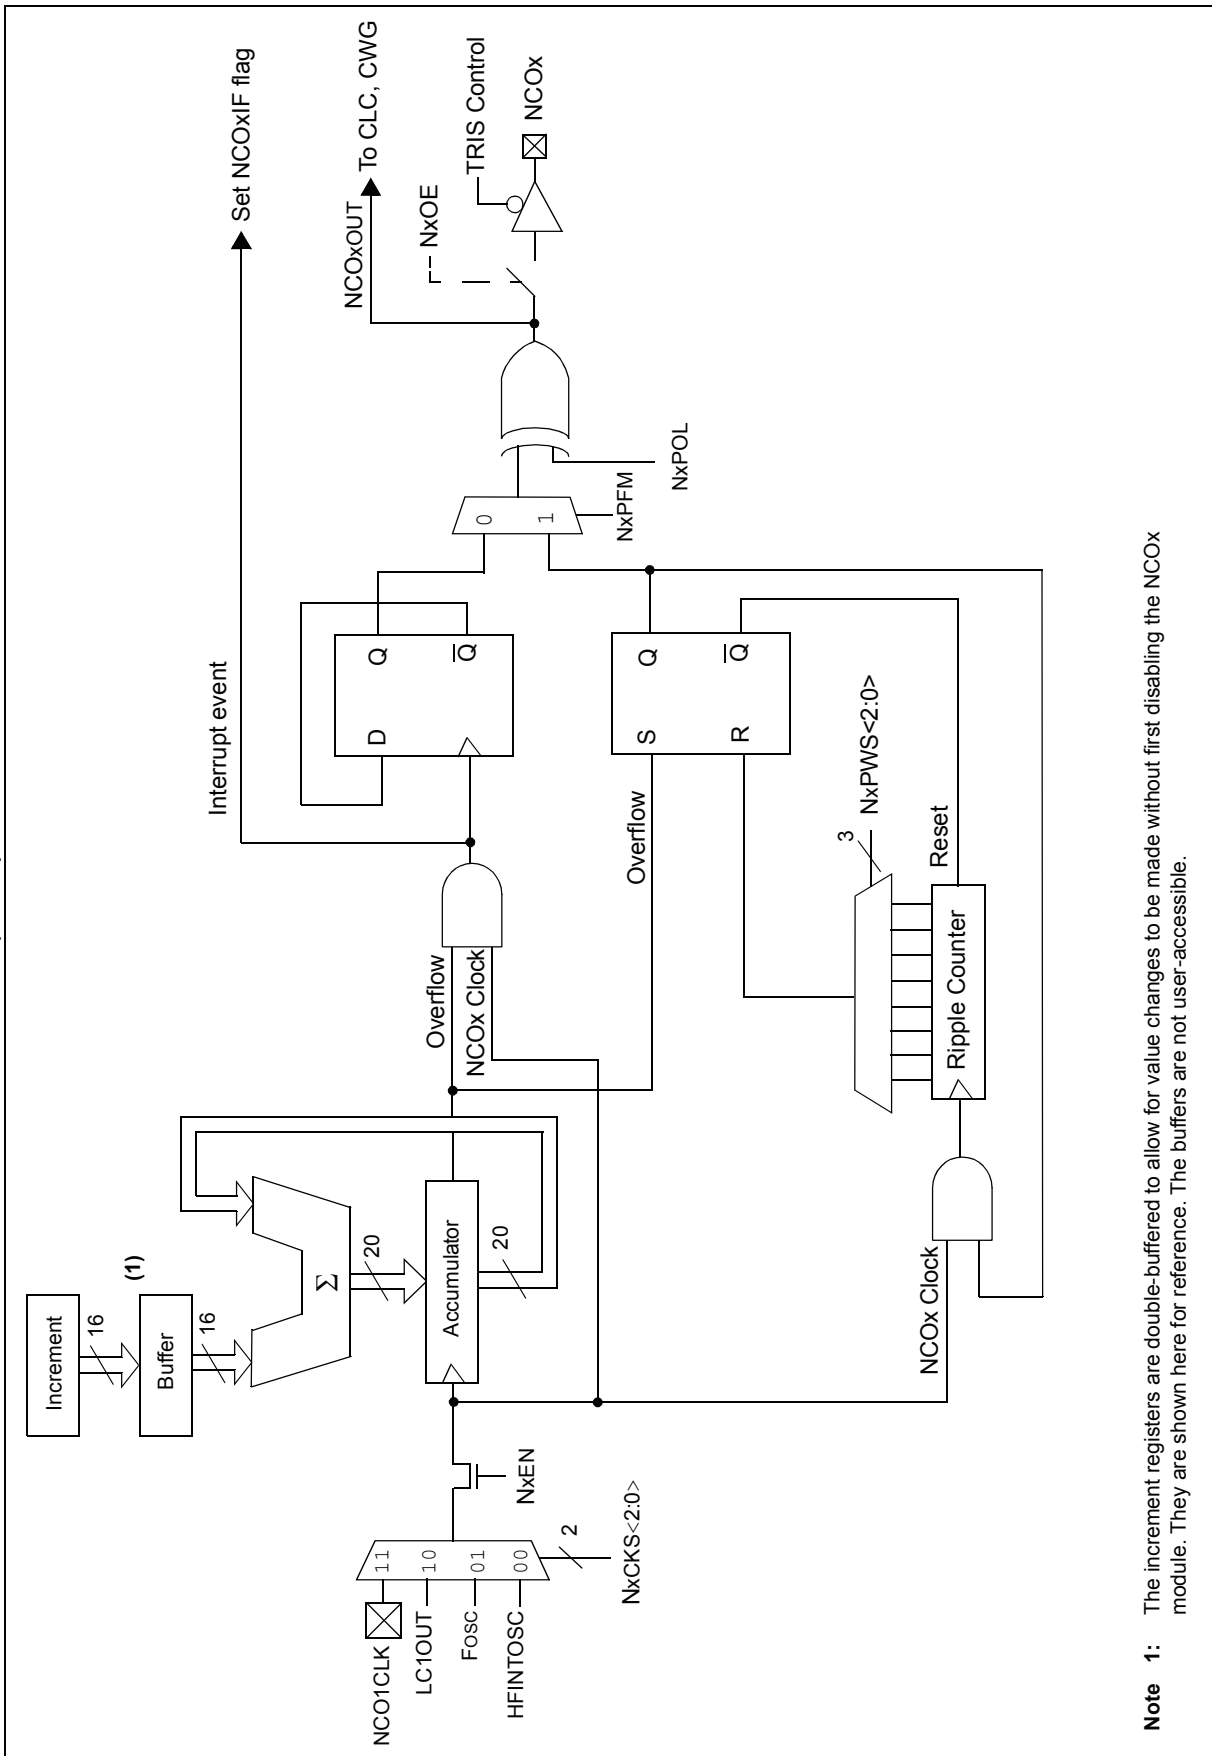 Increment
16
Buffer
(1)
16
Σ
20
Accumulator
20
NCO1CLK
LC1OUT
FOSC
HFINTOSC
11
10
01
00
2
NxCKS<2:0>
NxEN
Overflow
NCOx Clock
Interrupt event
Set NCOxIF flag
D
Q
Q
Overflow
S
Q
R
Q
NCOx Clock
Ripple Counter
Reset
3
NxPWS<2:0>
0
1
NxPFM
NxPOL
NCOxOUT
To CLC, CWG
NxOE
TRIS Control
NCOx
Note 1: The increment registers are double-buffered to allow for value changes to be made without first disabling the NCOx
module. They are shown here for reference. The buffers are not user-accessible.